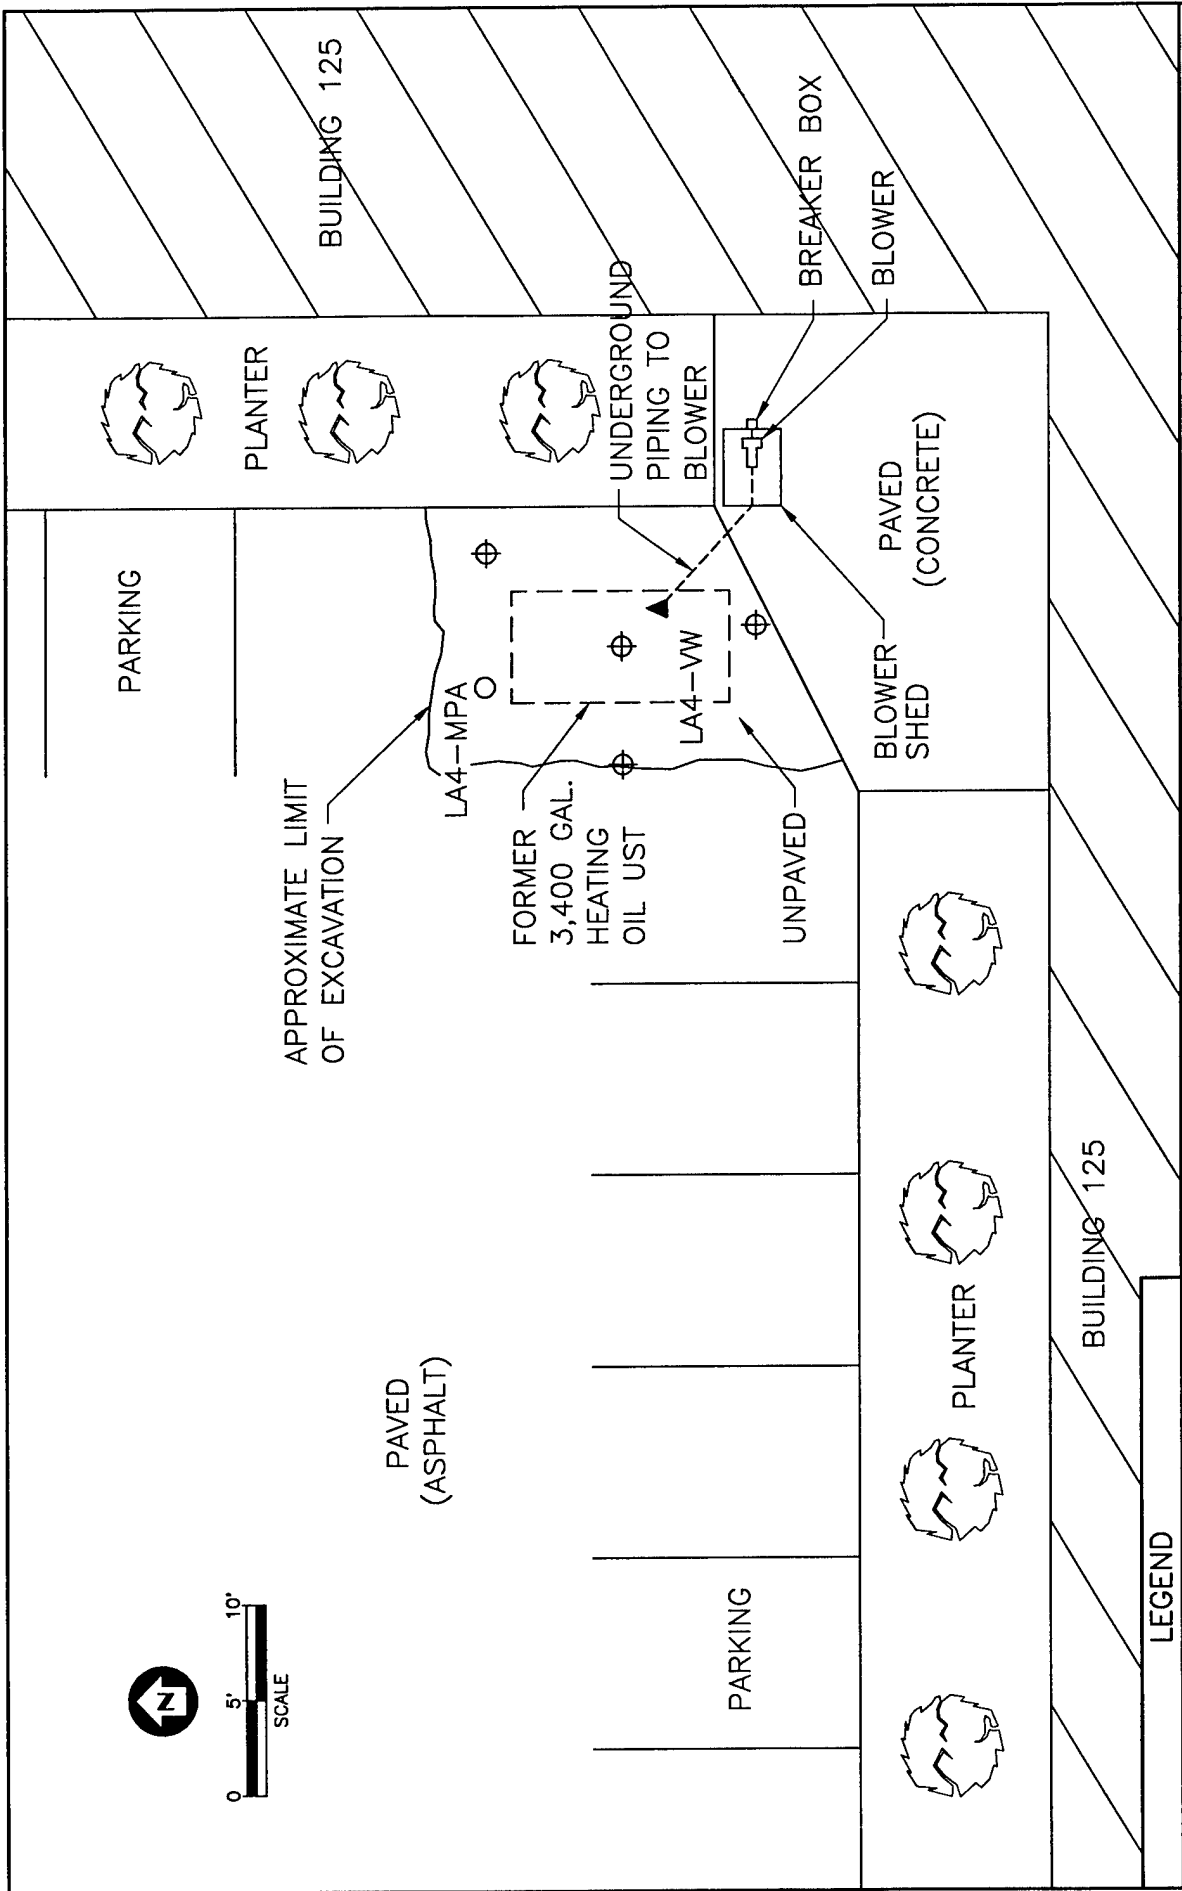 BUILDING 125
PLANTER
PARKING
UNDERGROUND
PIPING TO
BLOWER
BREAKER BOX
BLOWER
PAVED
(CONCRETE)
BLOWER
SHED
LA4-MPA
LA4-VW
APPROXIMATE LIMIT
OF EXCAVATION
FORMER
3,400 GAL.
HEATING
OIL UST
UNPAVED
PAVED
(ASPHALT)
N
0 5' 10'
SCALE
PARKING
PLANTER
BUILDING 125
LEGEND